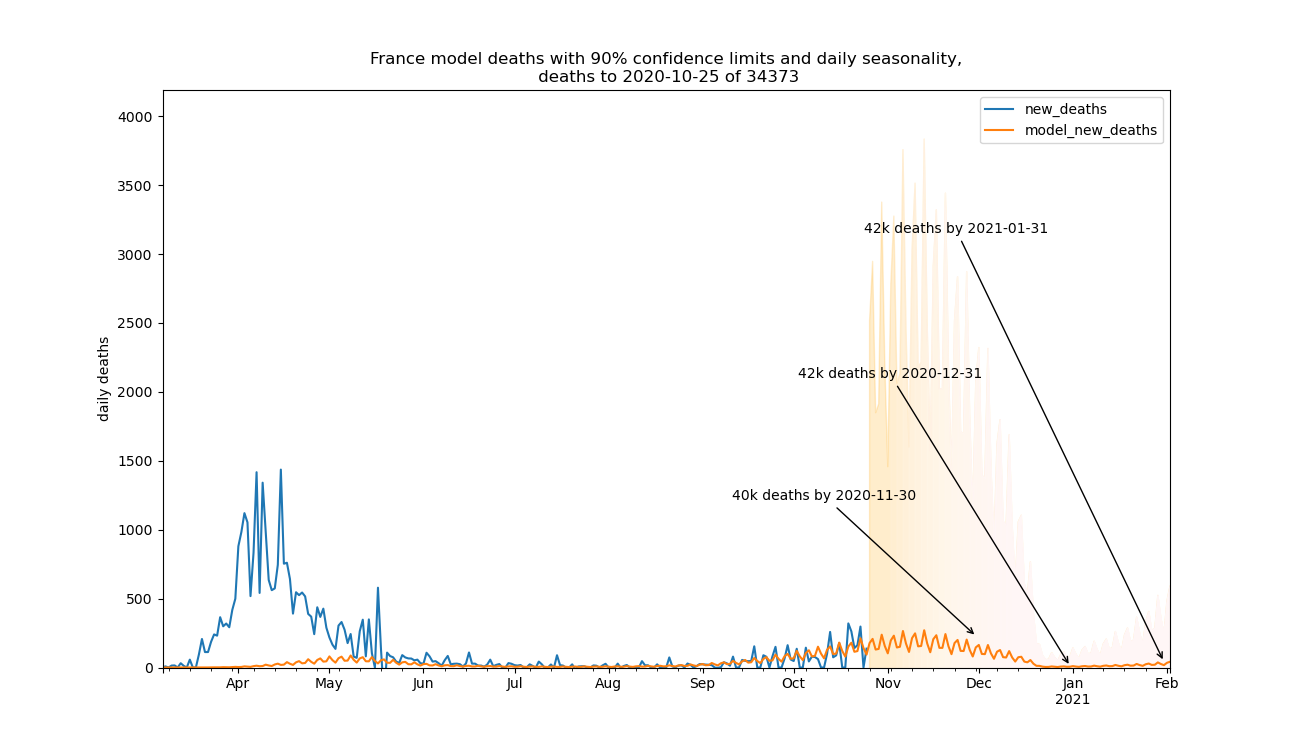 France model deaths with 90% confidence limits and daily seasonality,
deaths to 2020-10-25 of 34373
new_deaths
model_new_deaths
daily deaths
4000
3500
3000
2500
2000
1500
1000
500
0
42k deaths by 2021-01-31
42k deaths by 2020-12-31
40k deaths by 2020-11-30
Apr May Jun Jul Aug Sep Oct Nov Dec Jan Feb
2021